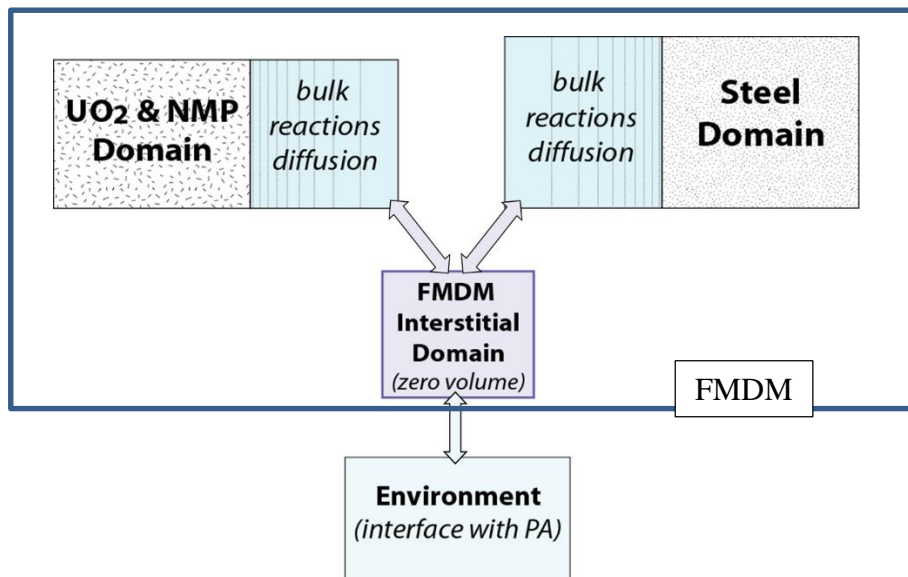 UO2 & NMP
Domain
bulk
reactions
diffusion
bulk
reactions
diffusion
Steel
Domain
FMDM
Interstitial
Domain
(zero volume)
FMDM
Environment
(interface with PA)